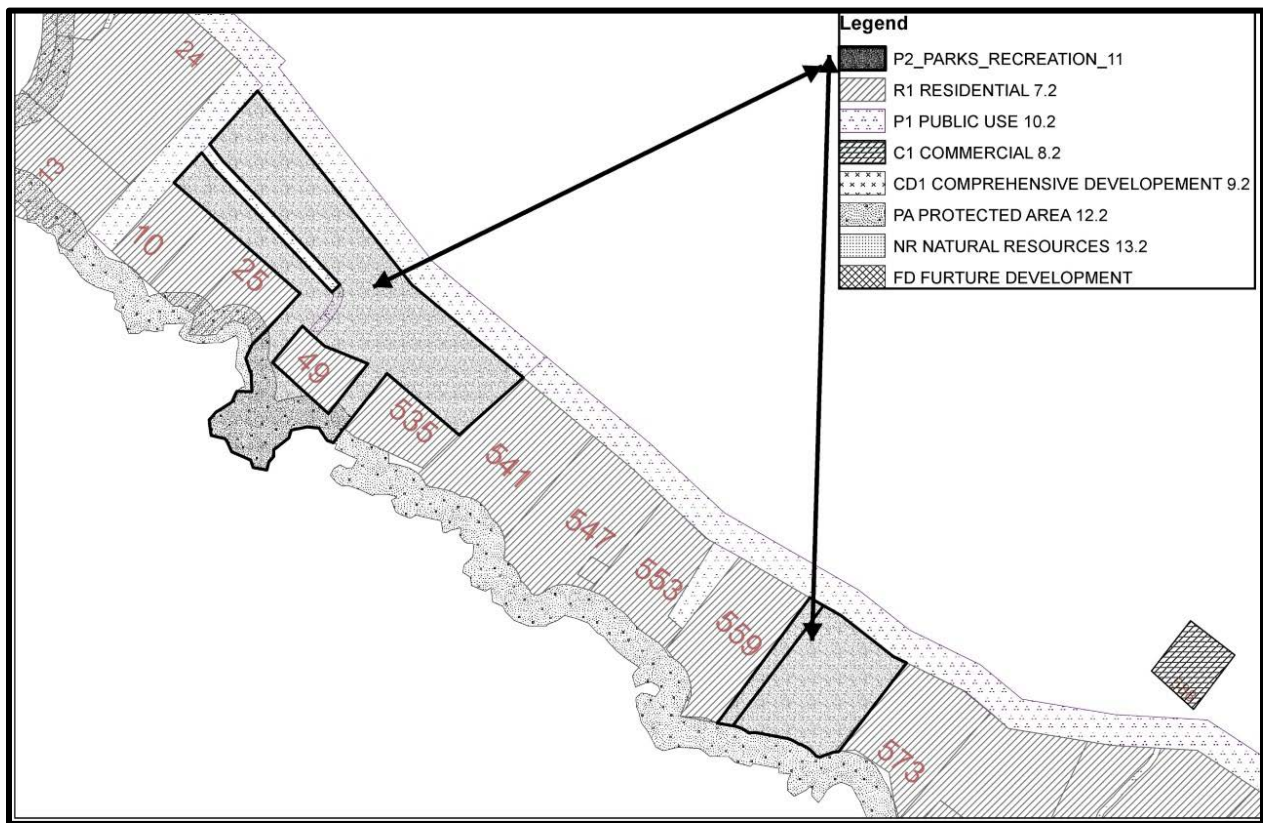 Legend
P2_PARKS_RECREATION_11
R1 RESIDENTIAL 7.2
P1 PUBLIC USE 10.2
C1 COMMERCIAL 8.2
CD1 COMPREHENSIVE DEVELOPEMENT 9.2
PA PROTECTED AREA 12.2
NR NATURAL RESOURCES 13.2
FD FURTURE DEVELOPMENT
24
13
10
25
49
535
541
547
553
559
573